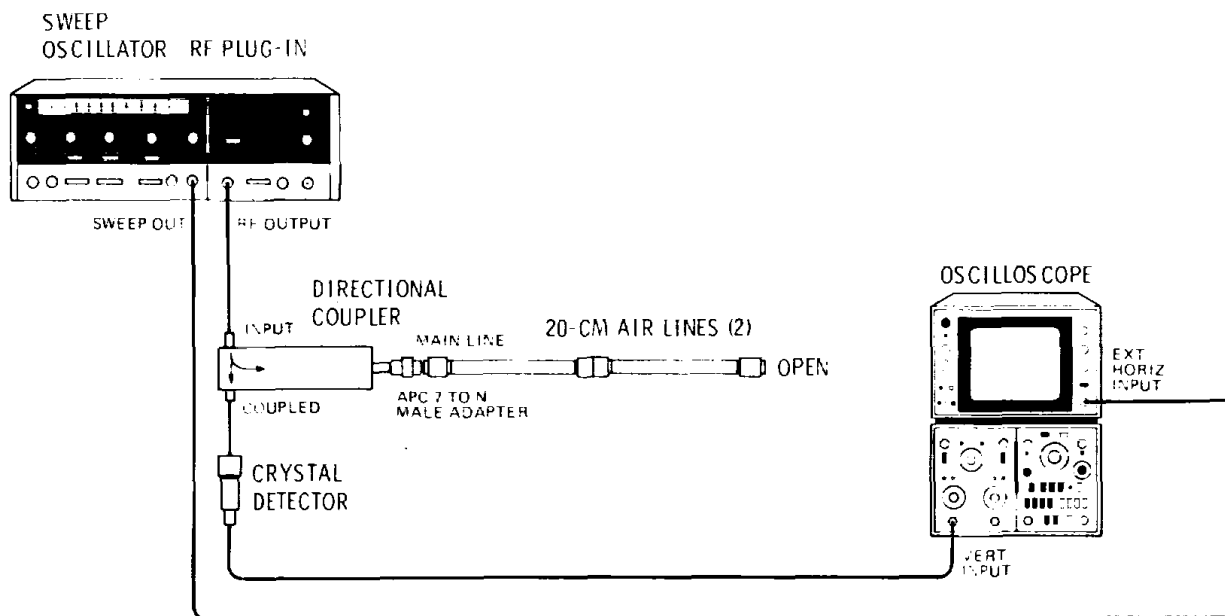 SWEEP
OSCILLATOR RF PLUG-IN
SWEEP OUT
RF OUTPUT
DIRECTIONAL
COUPLER
INPUT
MAIN LINE
20-CM AIR LINES (2)
OPEN
COUPLED
APC 7 TO N
MALE ADAPTER
CRYSTAL
DETECTOR
OSCILLOSCOPE
EXT
HORIZ
INPUT
VERT
INPUT